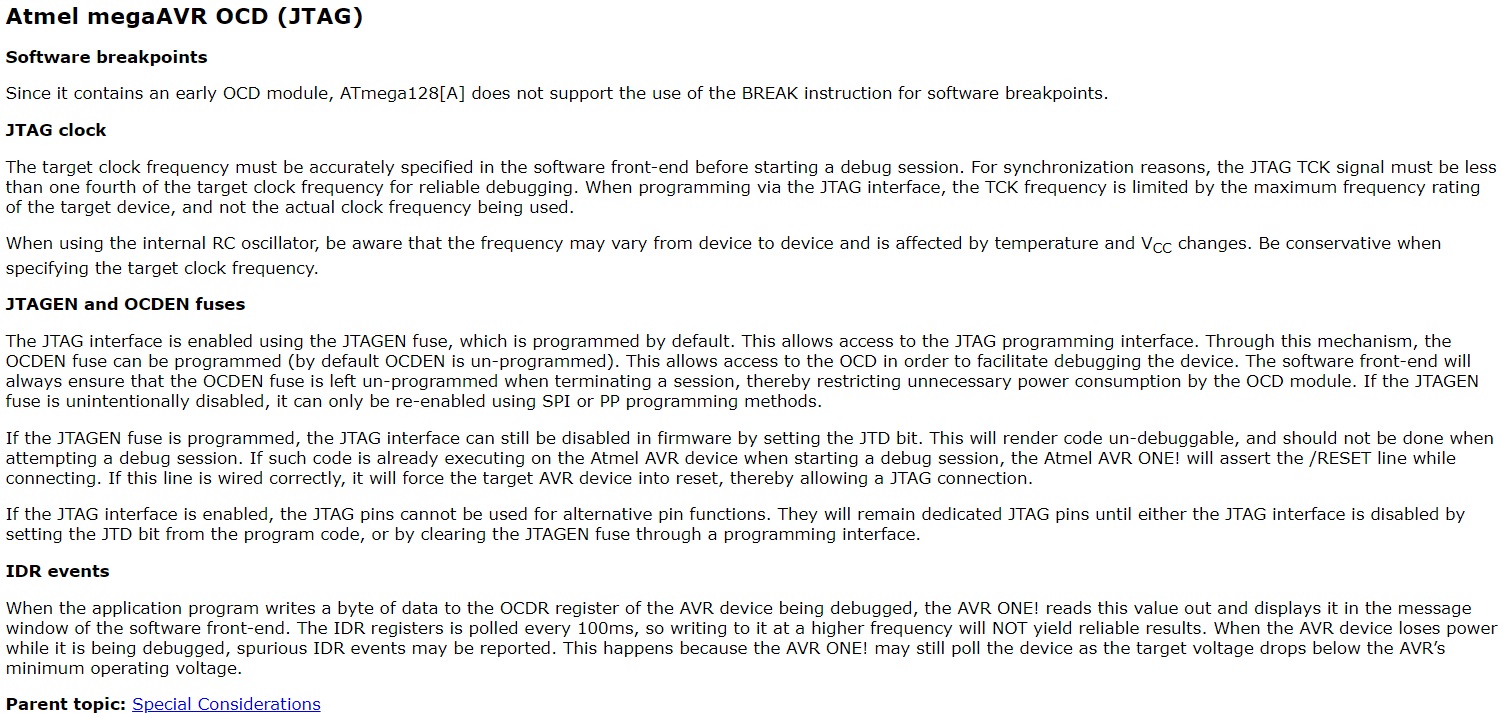 Atmel megaAVR OCD (JTAG)
Software breakpoints
Since it contains an early OCD module, ATmega128[A] does not support the use of the BREAK instruction for software breakpoints.
JTAG clock
The target clock frequency must be accurately specified in the software front-end before starting a debug session. For synchronization reasons, the JTAG TCK signal must be less
than one fourth of the target clock frequency for reliable debugging. When programming via the JTAG interface, the TCK frequency is limited by the maximum frequency rating
of the target device, and not the actual clock frequency being used.
When using the internal RC oscillator, be aware that the frequency may vary from device to device and is affected by temperature and VCC changes. Be conservative when
specifying the target clock frequency.
JTAGEN and OCDEN fuses
The JTAG interface is enabled using the JTAGEN fuse, which is programmed by default. This allows access to the JTAG programming interface. Through this mechanism, the
OCDEN fuse can be programmed (by default OCDEN is un-programmed). This allows access to the OCD in order to facilitate debugging the device. The software front-end will
always ensure that the OCDEN fuse is left un-programmed when terminating a session, thereby restricting unnecessary power consumption by the OCD module. If the JTAGEN
fuse is unintentionally disabled, it can only be re-enabled using SPI or PP programming methods.
If the JTAGEN fuse is programmed, the JTAG interface can still be disabled in firmware by setting the JTD bit. This will render code un-debuggable, and should not be done when
attempting a debug session. If such code is already executing on the Atmel AVR device when starting a debug session, the Atmel AVR ONE! will assert the /RESET line while
connecting. If this line is wired correctly, it will force the target AVR device into reset, thereby allowing a JTAG connection.
If the JTAG interface is enabled, the JTAG pins cannot be used for alternative pin functions. They will remain dedicated JTAG pins until either the JTAG interface is disabled by
setting the JTD bit from the program code, or by clearing the JTAGEN fuse through a programming interface.
IDR events
When the application program writes a byte of data to the OCDR register of the AVR device being debugged, the AVR ONE! reads this value out and displays it in the message
window of the software front-end. The IDR registers is polled every 100ms, so writing to it at a higher frequency will NOT yield reliable results. When the AVR device loses power
while it is being debugged, spurious IDR events may be reported. This happens because the AVR ONE! may still poll the device as the target voltage drops below the AVR’s
minimum operating voltage.
Parent topic: Special Considerations